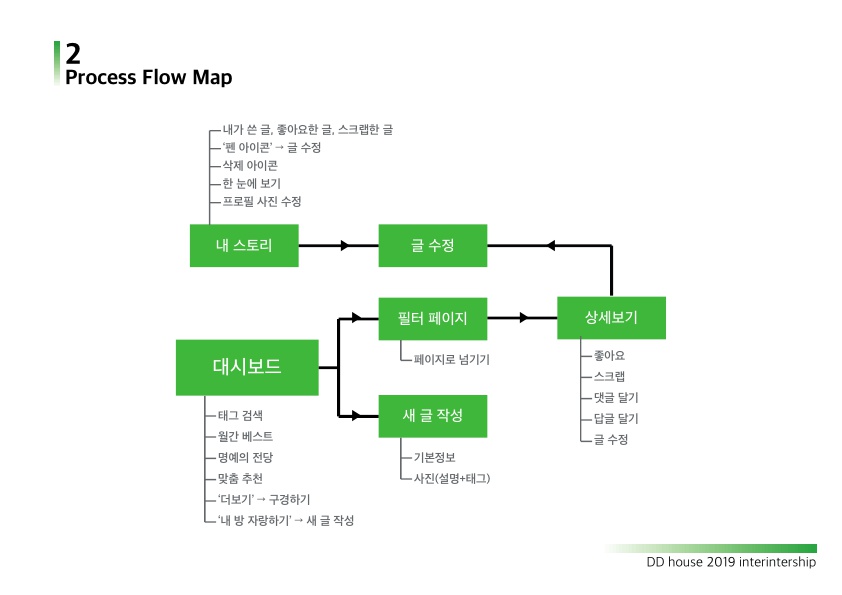 2
Process Flow Map
내가 쓴 글, 좋아요한 글, 스크랩한 글
'펜 아이콘' → 글 수정
삭제 아이콘
한 눈에 보기
프로필 사진 수정
내 스토리
글 수정
필터 페이지
상세보기
페이지로 넘기기
대시보드
새 글 작성
좋아요
스크랩
댓글 달기
답글 달기
글 수정
태그 검색
월간 베스트
명예의 전당
맞춤 추천
'더보기' → 구경하기
'내 방 자랑하기' → 새 글 작성
기본정보
사진(설명+태그)
DD house 2019 interintership